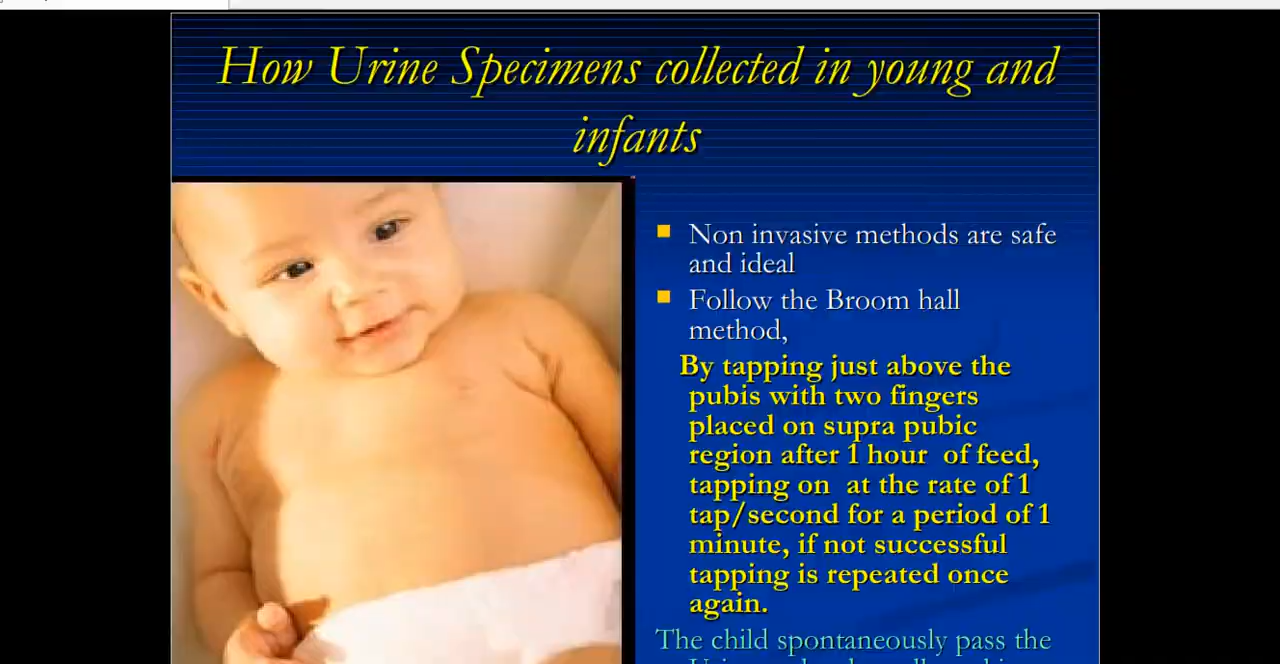 How Urine Specimens collected in young and
infants
Non invasive methods are safe
and ideal
Follow the Broom hall
method,
By tapping just above the
pubis with two fingers
placed on supra pubic
region after 1 hour of feed,
tapping on at the rate of 1
tap/second for a period of 1
minute, if not successful
tapping is repeated once
again.
The child spontaneously pass the